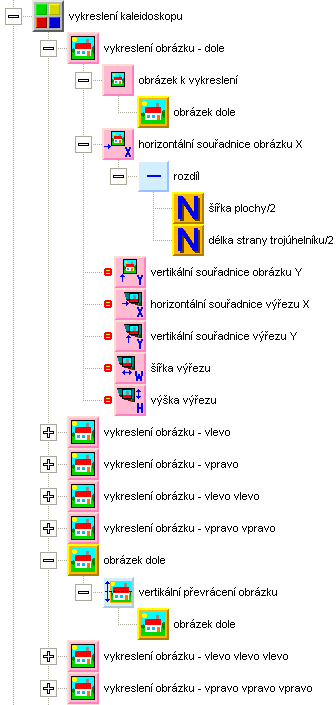 vykreslení kaleidoskopu
vykreslení obrázku - dole
obrázek k vykreslení
obrázek dole
horizontální souřadnice obrázku X
X
rozdíl
N
šířka plochy/2
N
délka strany trojúhelníku/2
Y
vertikální souřadnice obrázku Y
X
horizontální souřadnice výřezu X
Y
vertikální souřadnice výřezu Y
W
šířka výřezu
H
výška výřezu
vykreslení obrázku - vlevo
vykreslení obrázku - vpravo
vykreslení obrázku - vlevo vlevo
vykreslení obrázku - vpravo vpravo
obrázek dole
vertikální převrácení obrázku
obrázek dole
vykreslení obrázku - vlevo vlevo vlevo
vykreslení obrázku - vpravo vpravo vpravo